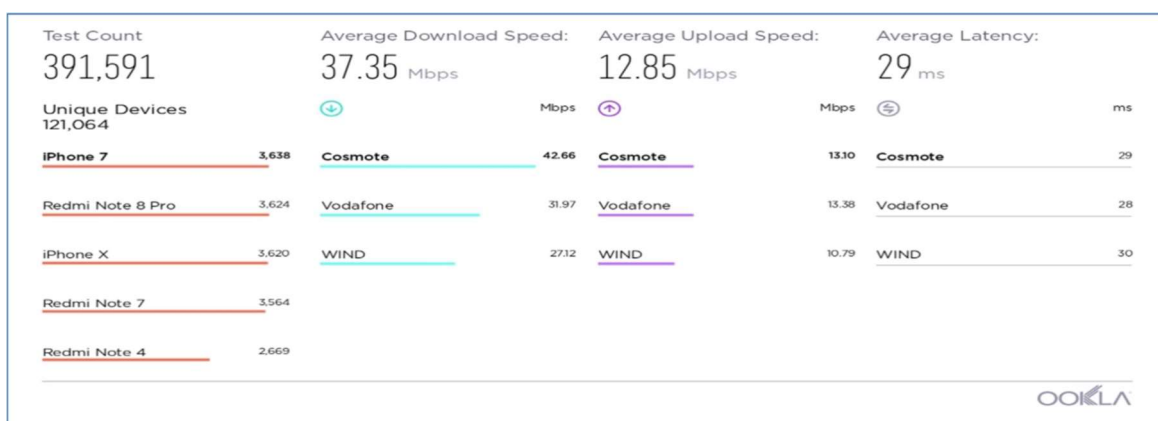 Test Count
391,591
Unique Devices
121,064
iPhone 7 3,638
Redmi Note 8 Pro 3,624
iPhone X 3,620
Redmi Note 7 3,564
Redmi Note 4 2,669
Average Download Speed:
37.35 Mbps
Mbps
Cosmote 42.66
Vodafone 31.97
WIND 27.12
Average Upload Speed:
12.85 Mbps
Mbps
Cosmote 13.10
Vodafone 13.38
WIND 10.79
Average Latency:
29 ms
ms
Cosmote 29
Vodafone 28
WIND 30
OOKLA